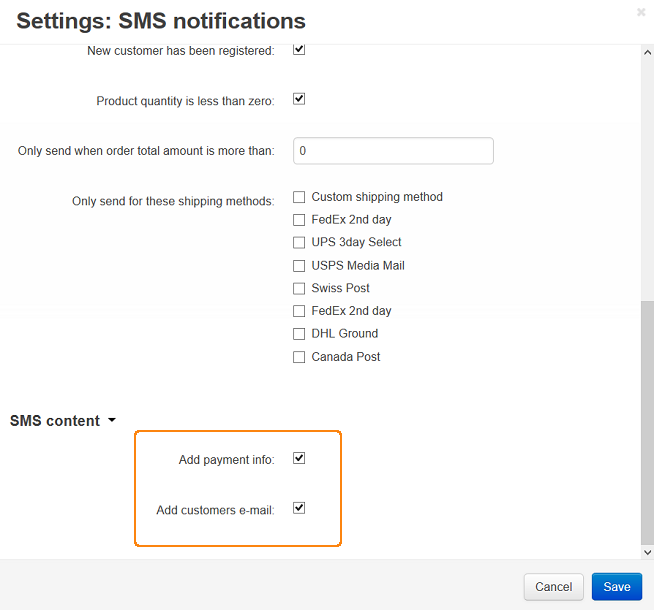 Settings: SMS notifications
New customer has been registered:
Product quantity is less than zero:
Only send when order total amount is more than: 0
Only send for these shipping methods: Custom shipping method
FedEx 2nd day
UPS 3day Select
USPS Media Mail
Swiss Post
FedEx 2nd day
DHL Ground
Canada Post
SMS content
Add payment info:
Add customers e-mail:
Cancel Save